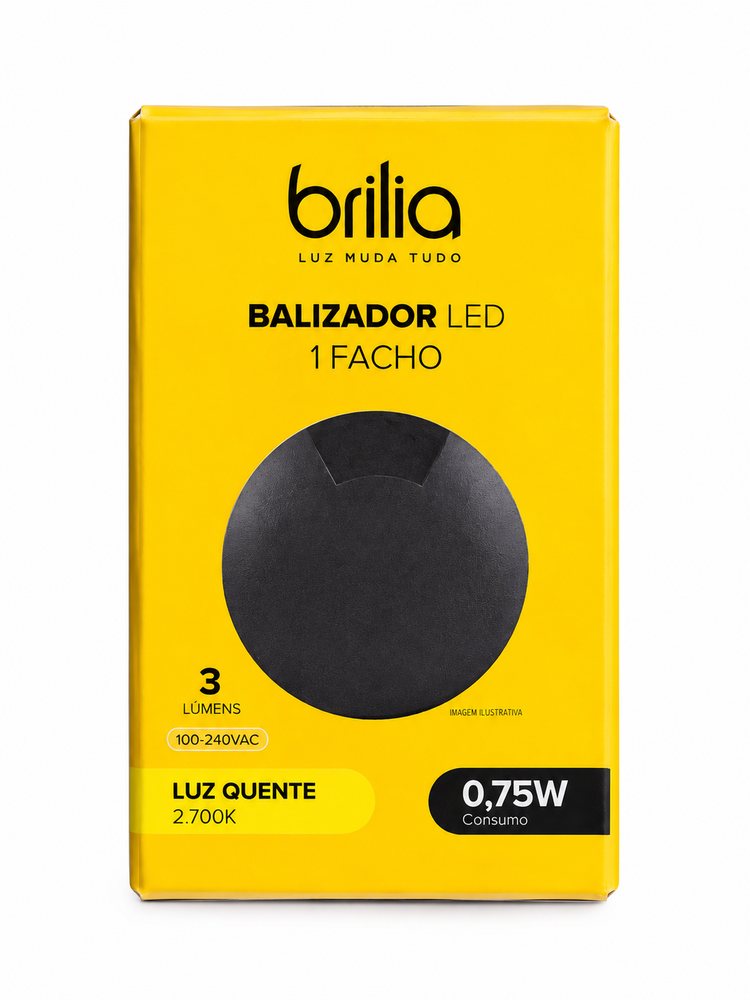 brilia
LUZ MUDA TUDO
BALIZADOR LED
1 FACHO
3
LÚMENS
IMAGEM ILUSTRATIVA
100-240VAC
LUZ QUENTE
2.700K
0,75W
Consumo